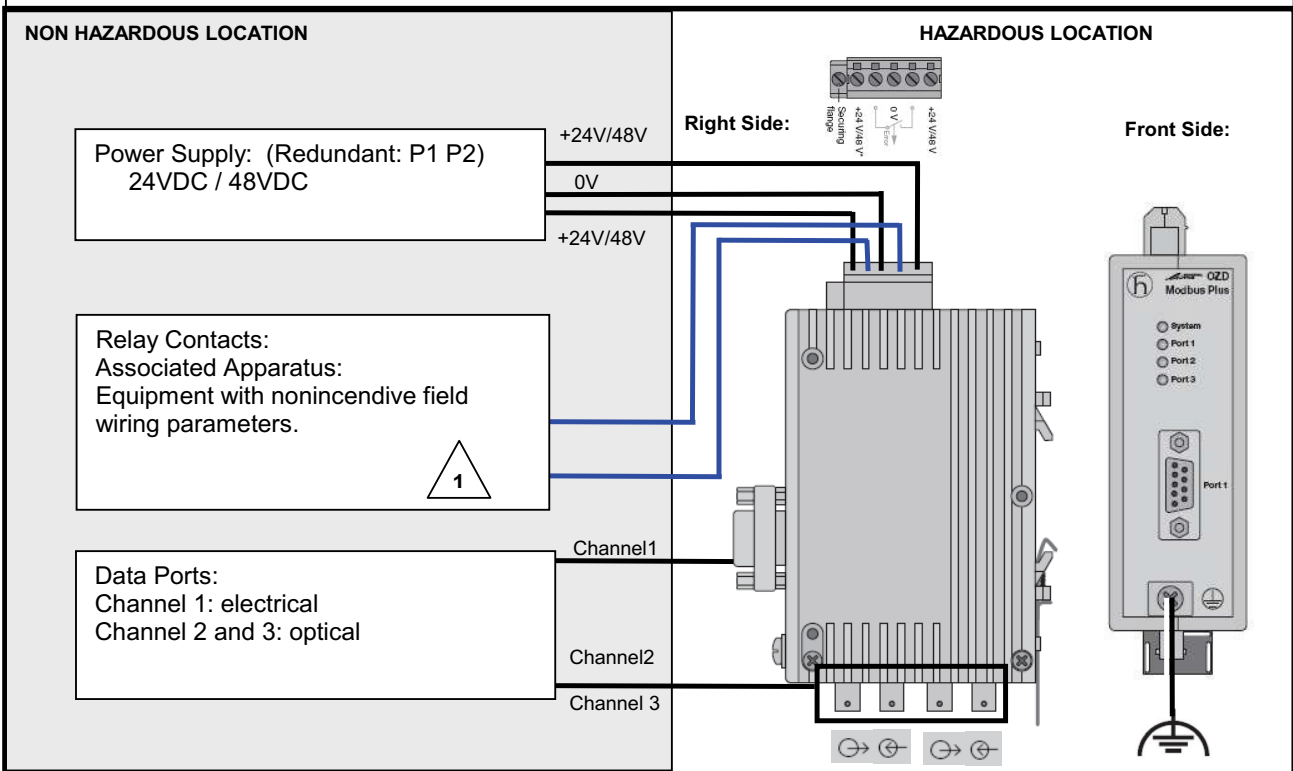 NON HAZARDOUS LOCATION
HAZARDOUS LOCATION
Right Side:
Securing
flange
+24 V/48 V*
0 V
Error
+24 V/48 V
Front Side:
Power Supply: (Redundant: P1 P2)
24VDC / 48VDC
+24V/48V
0V
+24V/48V
Relay Contacts:
Associated Apparatus:
Equipment with nonincendive field
wiring parameters.
1
Data Ports:
Channel 1: electrical
Channel 2 and 3: optical
Channel1
Channel2
Channel 3
OZD
Modbus Plus
System
Port 1
Port 2
Port 3
Port 1